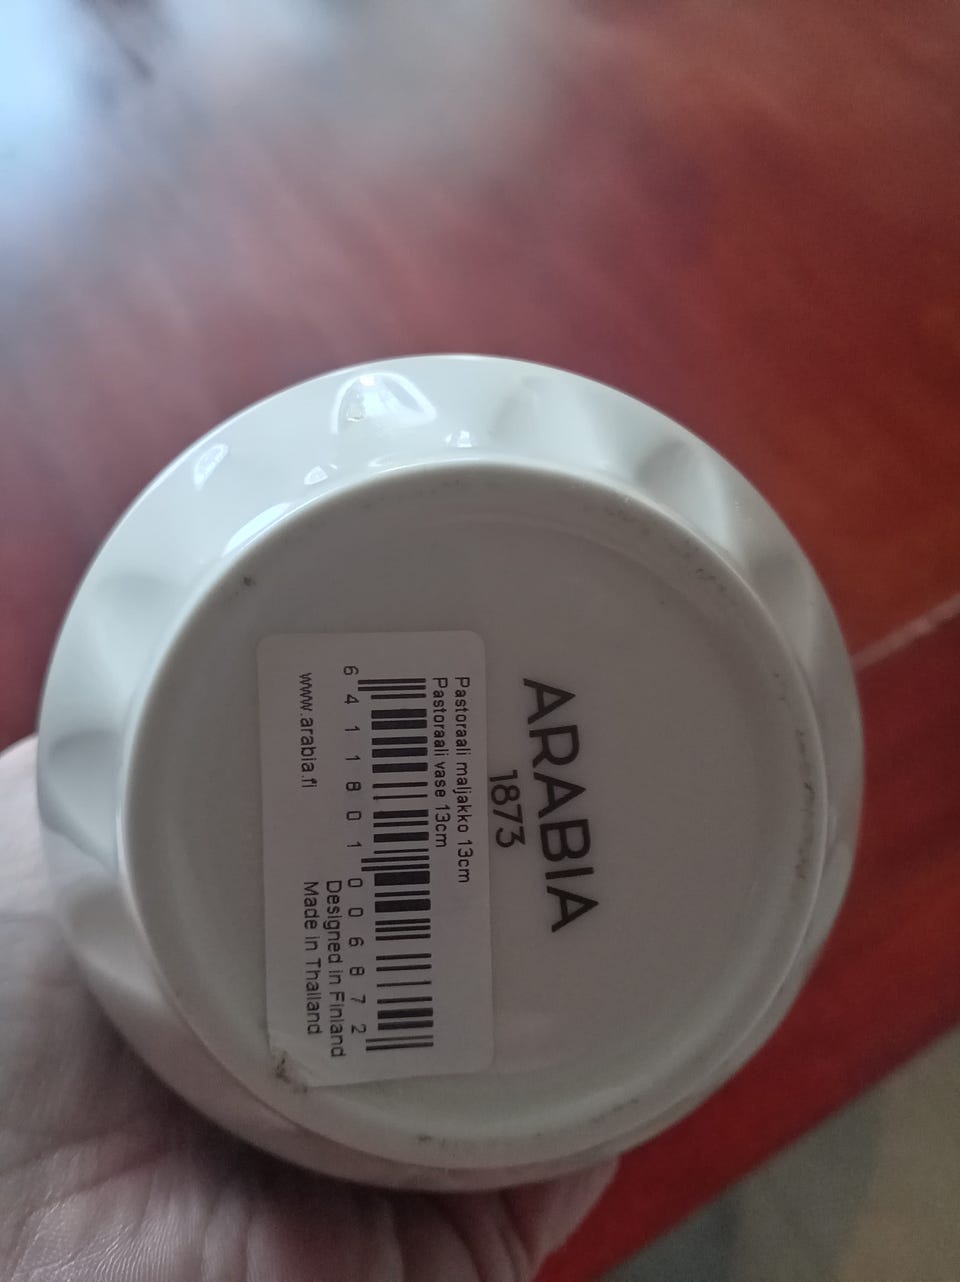 ARABIA
1873
Pastoraali maljakko 13cm
Pastoraali vase 13cm
6 411801 006872
Designed in Finland
www.arabia.fi
Made in Thailand